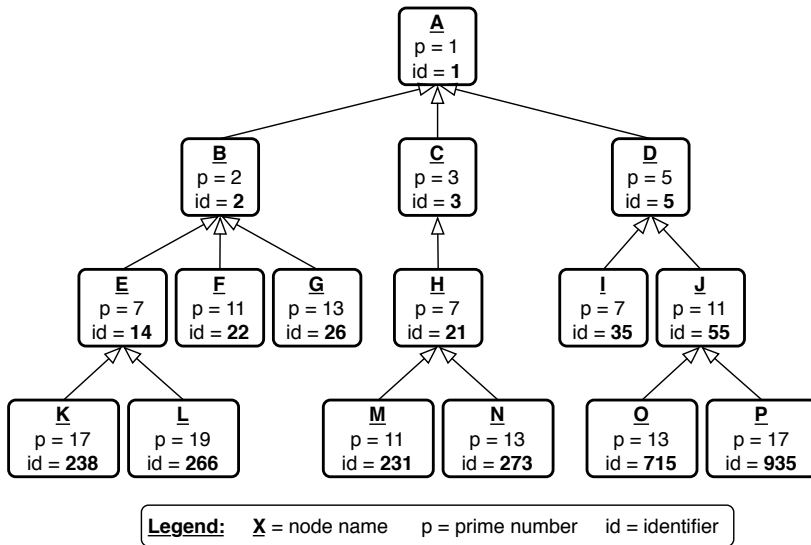 A
p = 1
id = 1
B
p = 2
id = 2
C
p = 3
id = 3
D
p = 5
id = 5
E
p = 7
id = 14
F
p = 11
id = 22
G
p = 13
id = 26
H
p = 7
id = 21
I
p = 7
id = 35
J
p = 11
id = 55
K
p = 17
id = 238
L
p = 19
id = 266
M
p = 11
id = 231
N
p = 13
id = 273
O
p = 13
id = 715
P
p = 17
id = 935
Legend: X = node name p = prime number id = identifier